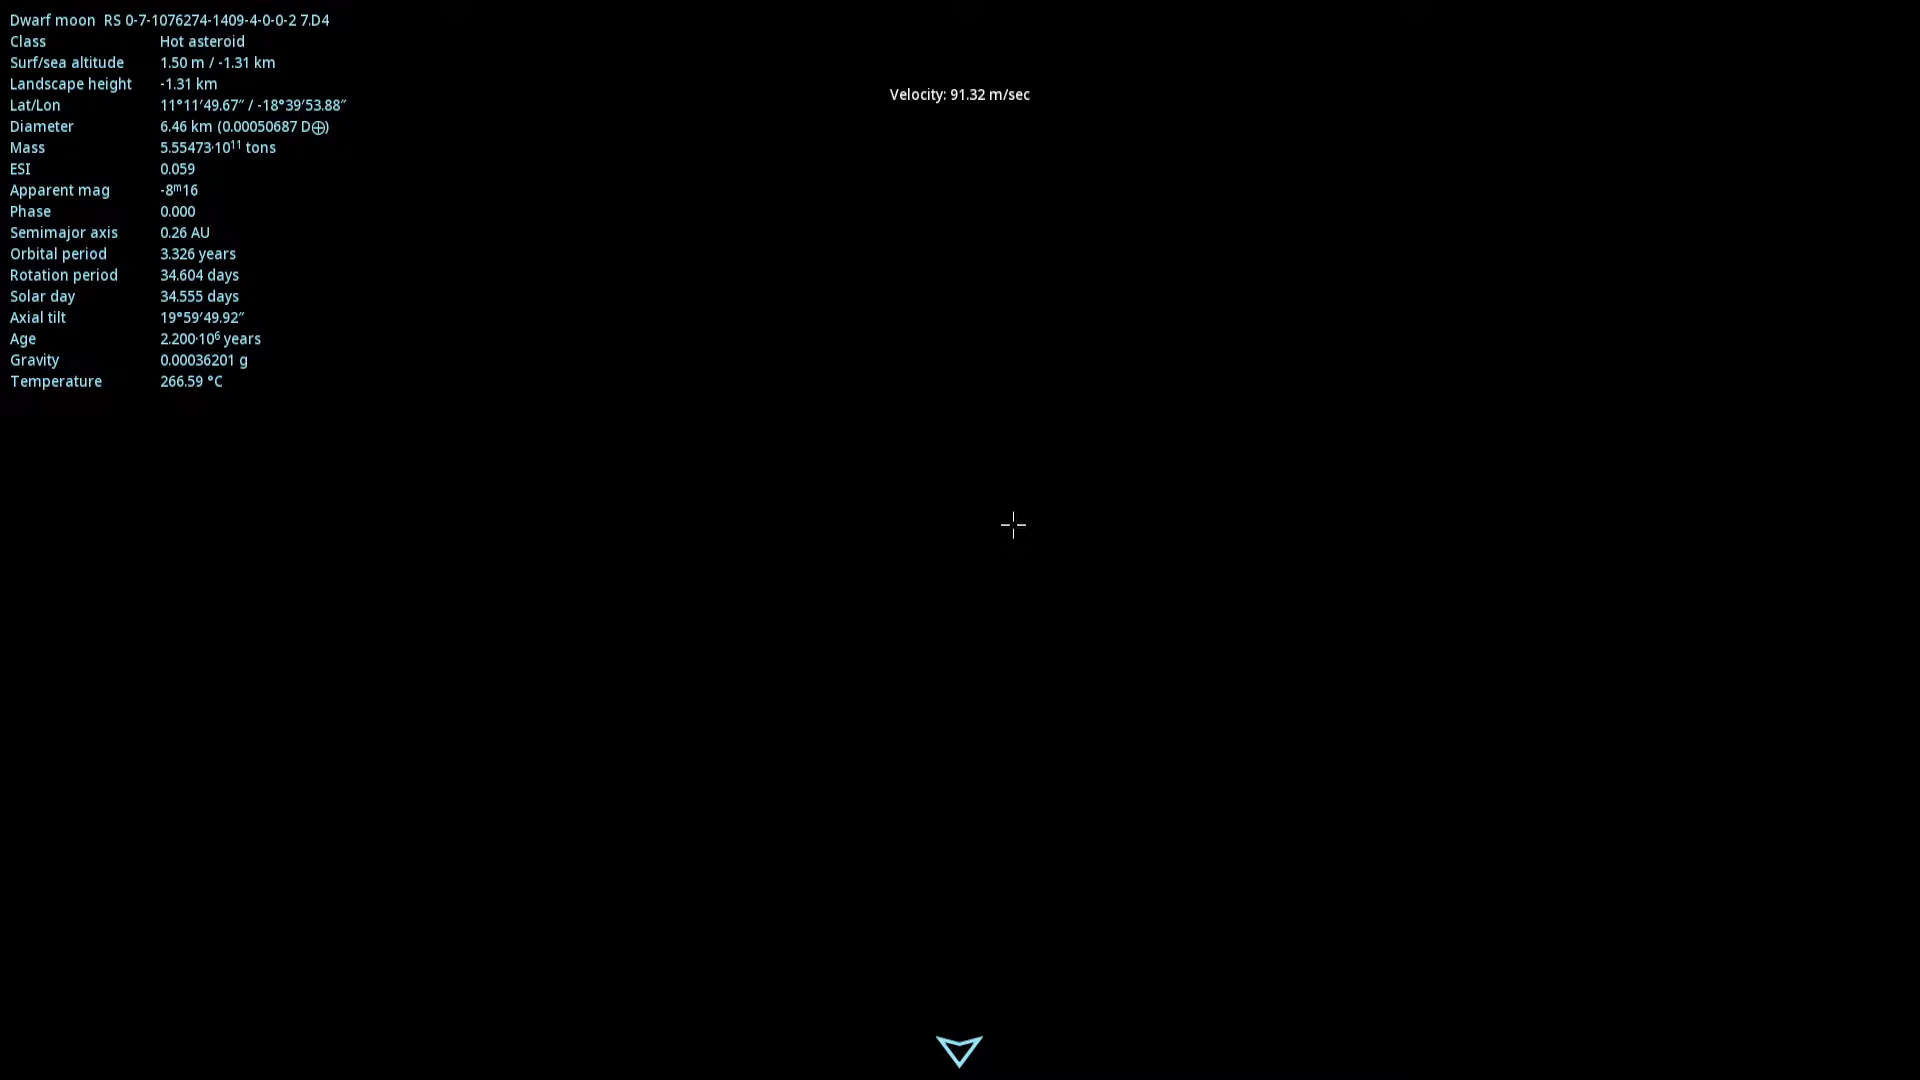 Dwarf moon RS 0-7-1076274-1409-4-0-0-2 7.D4
Class Hot asteroid
Surf/sea altitude 1.50 m / -1.31 km
Landscape height -1.31 km
Lat/Lon 11°11′49.67″ / -18°39′53.88″
Diameter 6.46 km (0.00050687 D⊕)
Mass 5.55473·10¹¹ tons
ESI 0.059
Apparent mag -8ᵐ16
Phase 0.000
Semimajor axis 0.26 AU
Orbital period 3.326 years
Rotation period 34.604 days
Solar day 34.555 days
Axial tilt 19°59′49.92″
Age 2.200·10⁶ years
Gravity 0.00036201 g
Temperature 266.59 °C
Velocity: 91.32 m/sec